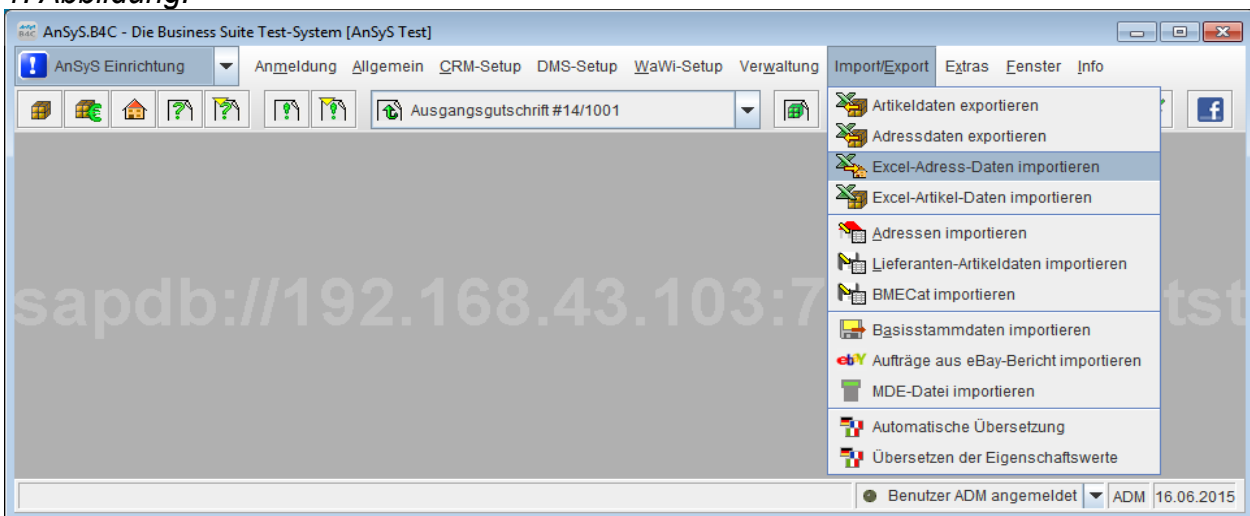 1. Abbildung:
AnSyS.B4C - Die Business Suite Test-System [AnSyS Test]
AnSyS Einrichtung Anmeldung Allgemein CRM-Setup DMS-Setup WaWi-Setup Verwaltung Import/Export Extras Fenster Info
Ausgangsgutschrift #14/1001
Artikeldaten exportieren
Adressdaten exportieren
Excel-Adress-Daten importieren
Excel-Artikel-Daten importieren
Adressen importieren
Lieferanten-Artikeldaten importieren
BMECat importieren
Basisstammdaten importieren
Aufträge aus eBay-Bericht importieren
MDE-Datei importieren
Automatische Übersetzung
Übersetzen der Eigenschaftswerte
sapdb://192.168.43.103:7 tst
Benutzer ADM angemeldet ADM 16.06.2015